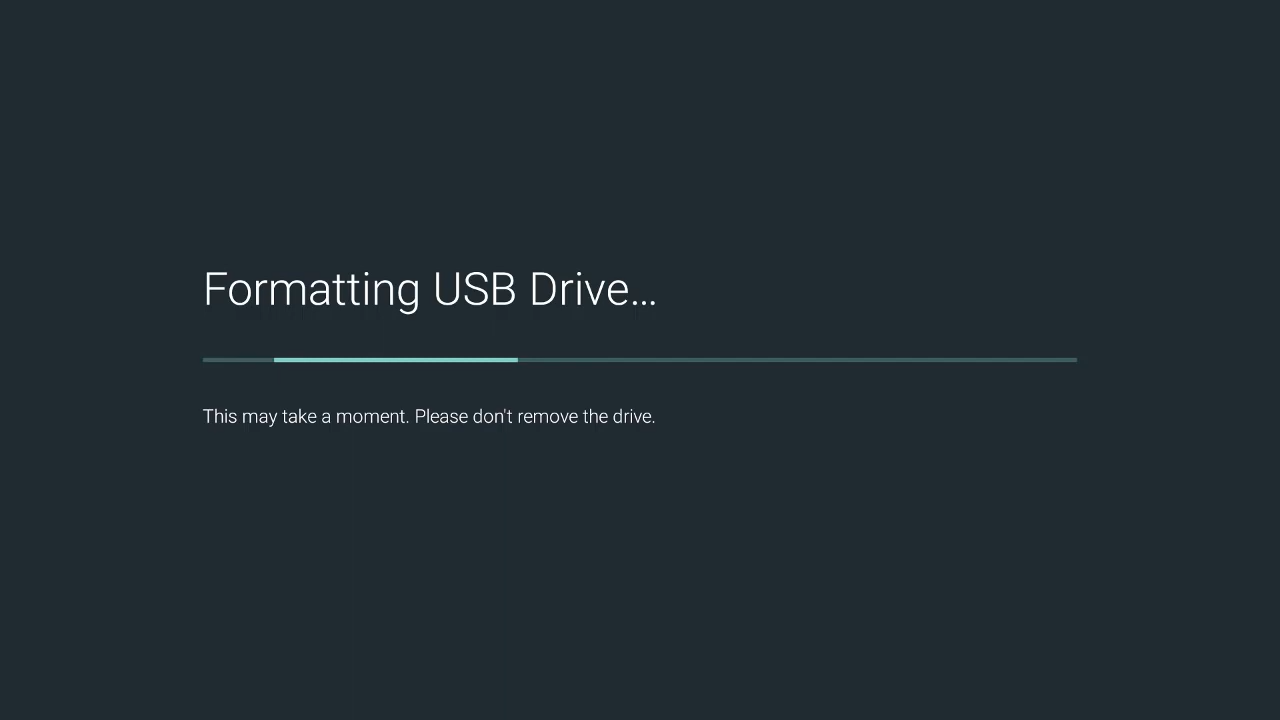 Formatting USB Drive...
This may take a moment. Please don't remove the drive.